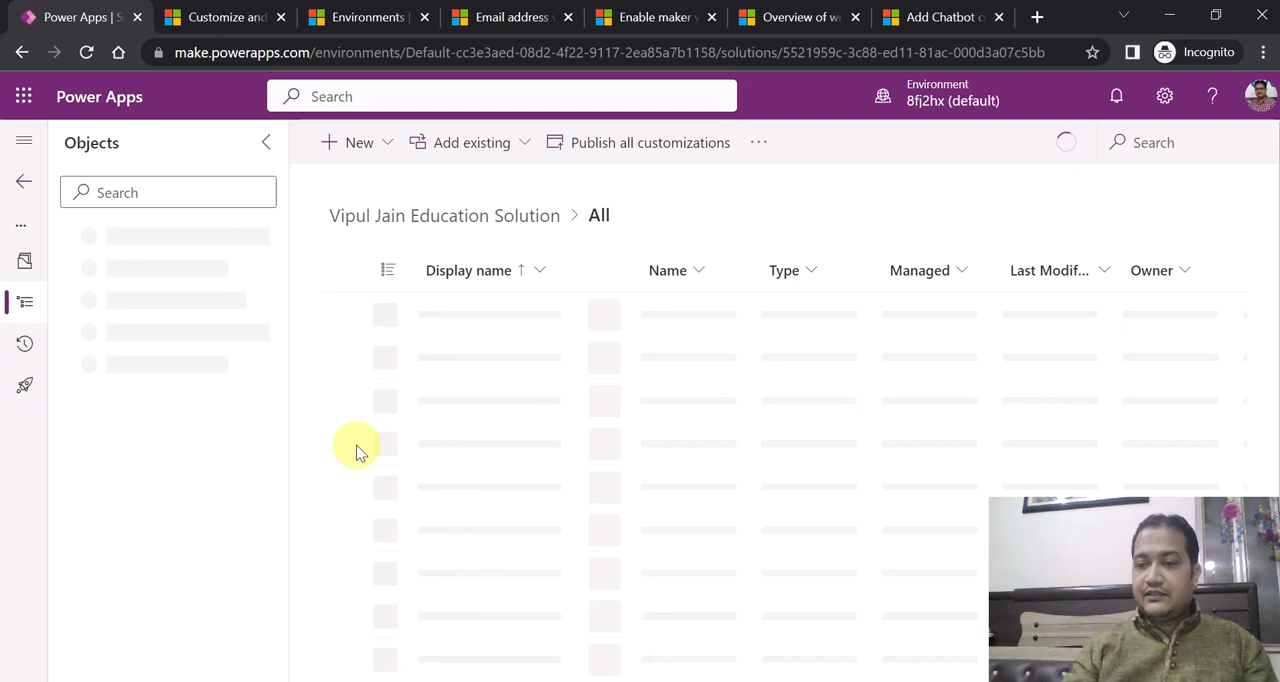 Power Apps | S
Customize and
Environments |
Email address
Enable maker
Overview of
Add Chatbot
make.powerapps.com/environments/Default-cc3e3aed-08d2-4f22-9117-2ea85a7b1158/solutions/5521959c-3c88-ed11-81ac-000d3a07c5bb
Incognito
Power Apps
Search
Environment
8fj2hx (default)
?
Objects
New
Add existing
Publish all customizations
...
Search
Search
Vipul Jain Education Solution > All
Display name ↑ Name Type Managed Last Modif... Owner